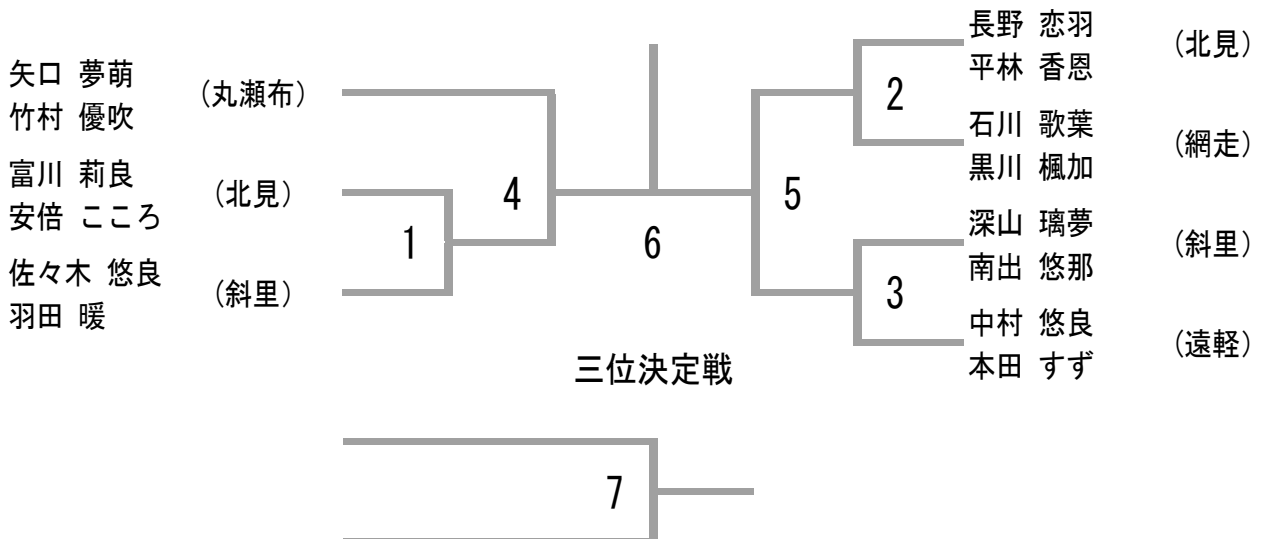 矢口 夢萌
竹村 優吹
(丸瀬布)
富川 莉良
安倍 こころ
(北見)
佐々木 悠良
羽田 暖
(斜里)
1
4
6
5
2
3
長野 恋羽
平林 香恩
(北見)
石川 歌葉
黒川 楓加
(網走)
深山 璃夢
南出 悠那
(斜里)
中村 悠良
本田 すず
(遠軽)
三位決定戦
7